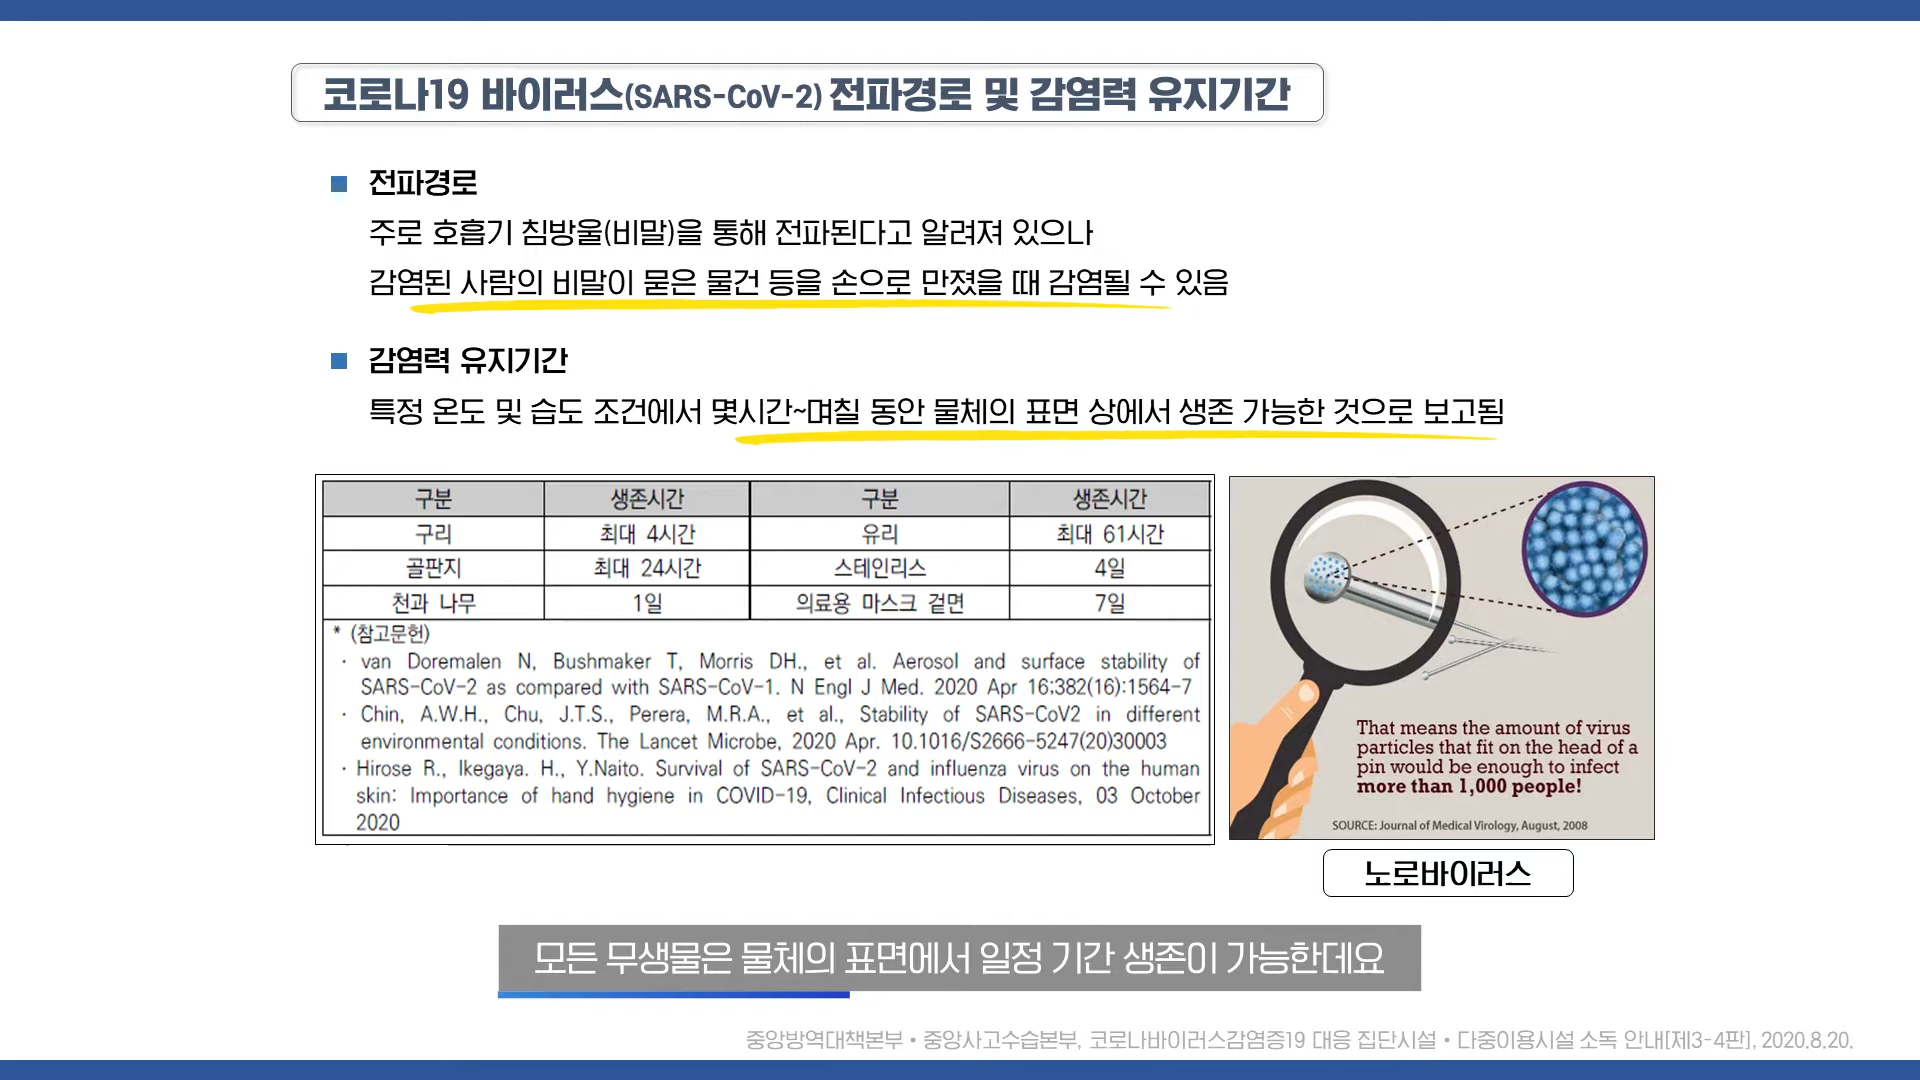 코로나19 바이러스(SARS-CoV-2) 전파경로 및 감염력 유지기간
전파경로
주로 호흡기 침방울(비말)을 통해 전파된다고 알려져 있으나
감염된 사람의 비말이 묻은 물건 등을 손으로 만졌을 때 감염될 수 있음
감염력 유지기간
특정 온도 및 습도 조건에서 몇시간~며칠 동안 물체의 표면 상에서 생존 가능한 것으로 보고됨
구분 생존시간 구분 생존시간
구리 최대 4시간 유리 최대 61시간
골판지 최대 24시간 스테인리스 4일
천과 나무 1일 의료용 마스크 겉면 7일
* (참고문헌)
· van Doremalen N, Bushmaker T, Morris DH., et al. Aerosol and surface stability of
SARS-CoV-2 as compared with SARS-CoV-1. N Engl J Med. 2020 Apr 16;382(16):1564-7
· Chin, A.W.H., Chu, J.T.S., Perera, M.R.A., et al., Stability of SARS-CoV2 in different
environmental conditions. The Lancet Microbe, 2020 Apr. 10.1016/S2666-5247(20)30003
· Hirose R., Ikegaya. H., Y.Naito. Survival of SARS-CoV-2 and influenza virus on the human
skin: Importance of hand hygiene in COVID-19, Clinical Infectious Diseases, 03 October
2020
That means the amount of virus
particles that fit on the head of a
pin would be enough to infect
more than 1,000 people!
SOURCE: Journal of Medical Virology, August, 2008
노로바이러스
모든 무생물은 물체의 표면에서 일정 기간 생존이 가능한데요
중앙방역대책본부 • 중앙사고수습본부, 코로나바이러스감염증19 대응 집단시설 • 다중이용시설 소독 안내[제3-4판], 2020.8.20.